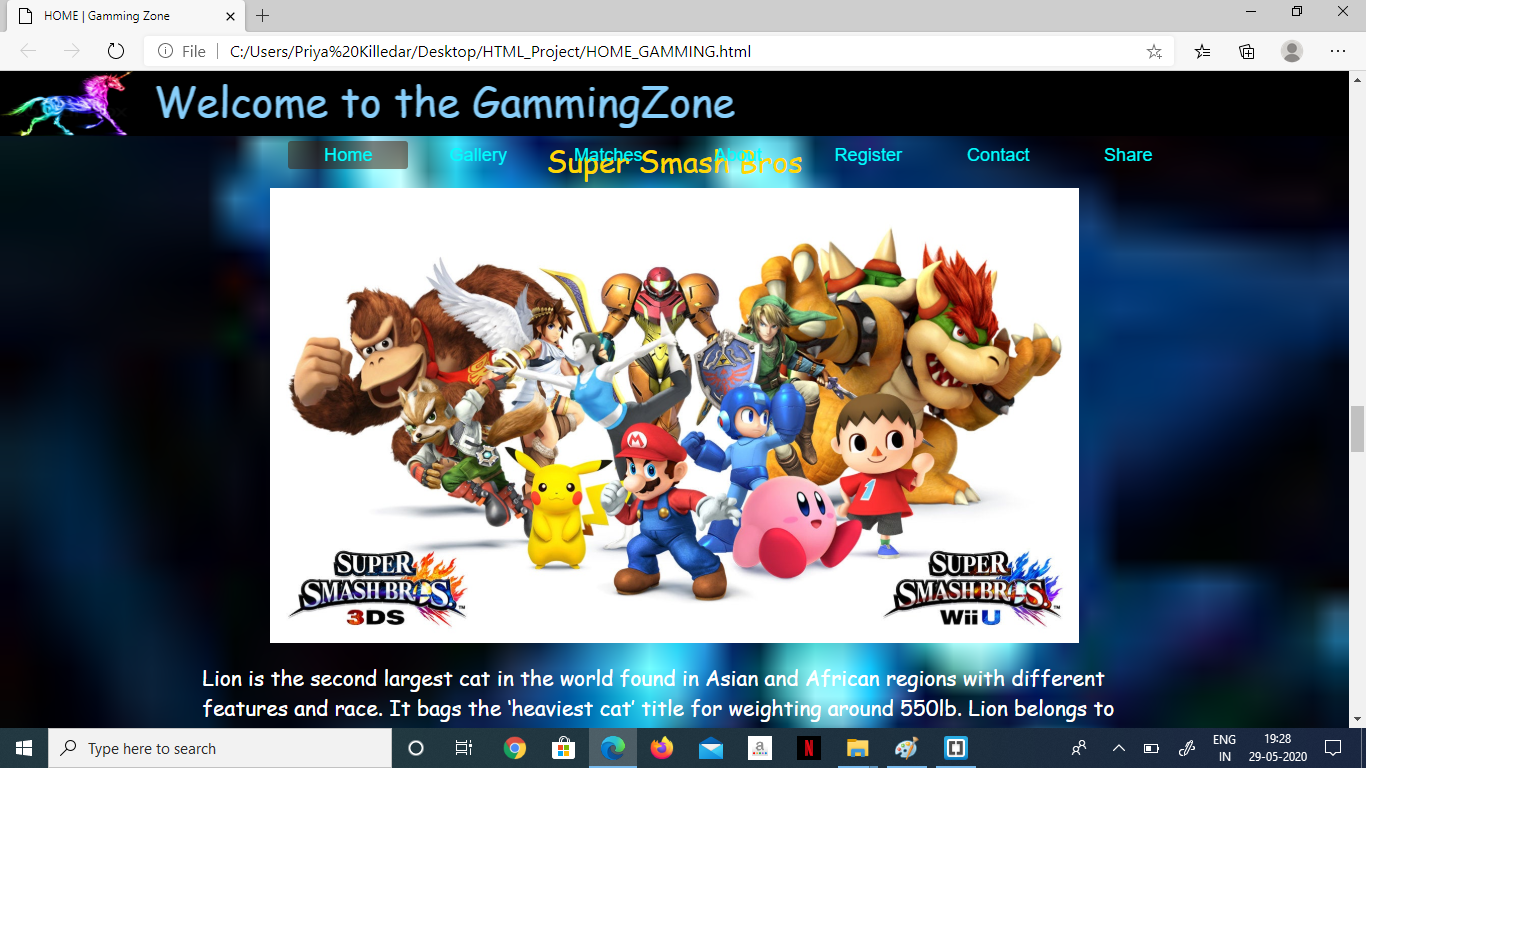 HOME | Gamming Zone
File
C:/Users/Priya%20Killedar/Desktop/HTML_Project/HOME_GAMMING.html
Welcome to the GammingZone
Home Gallery Matches About Register Contact Share
Super Smash Bros
SUPER
SMASH BROS.™
3DS
SUPER
SMASH BROS.™
Wii U
Lion is the second largest cat in the world found in Asian and African regions with different
features and race. It bags the ‘heaviest cat’ title for weighting around 550lb. Lion belongs to
Type here to search
ENG
IN
19:28
29-05-2020